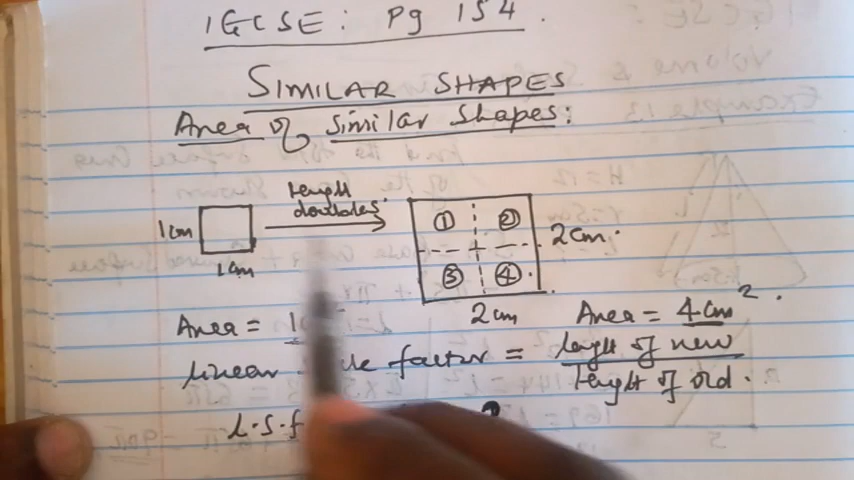 IGCSE: Pg 154.
SIMILAR SHAPES
Area of Similar Shapes:
length
doubles.
1cm
1cm
① ②
③ ④
2cm.
2cm
Area = 1
Area = 4cm².
linear factor = length of new
length of old.
l.s.f